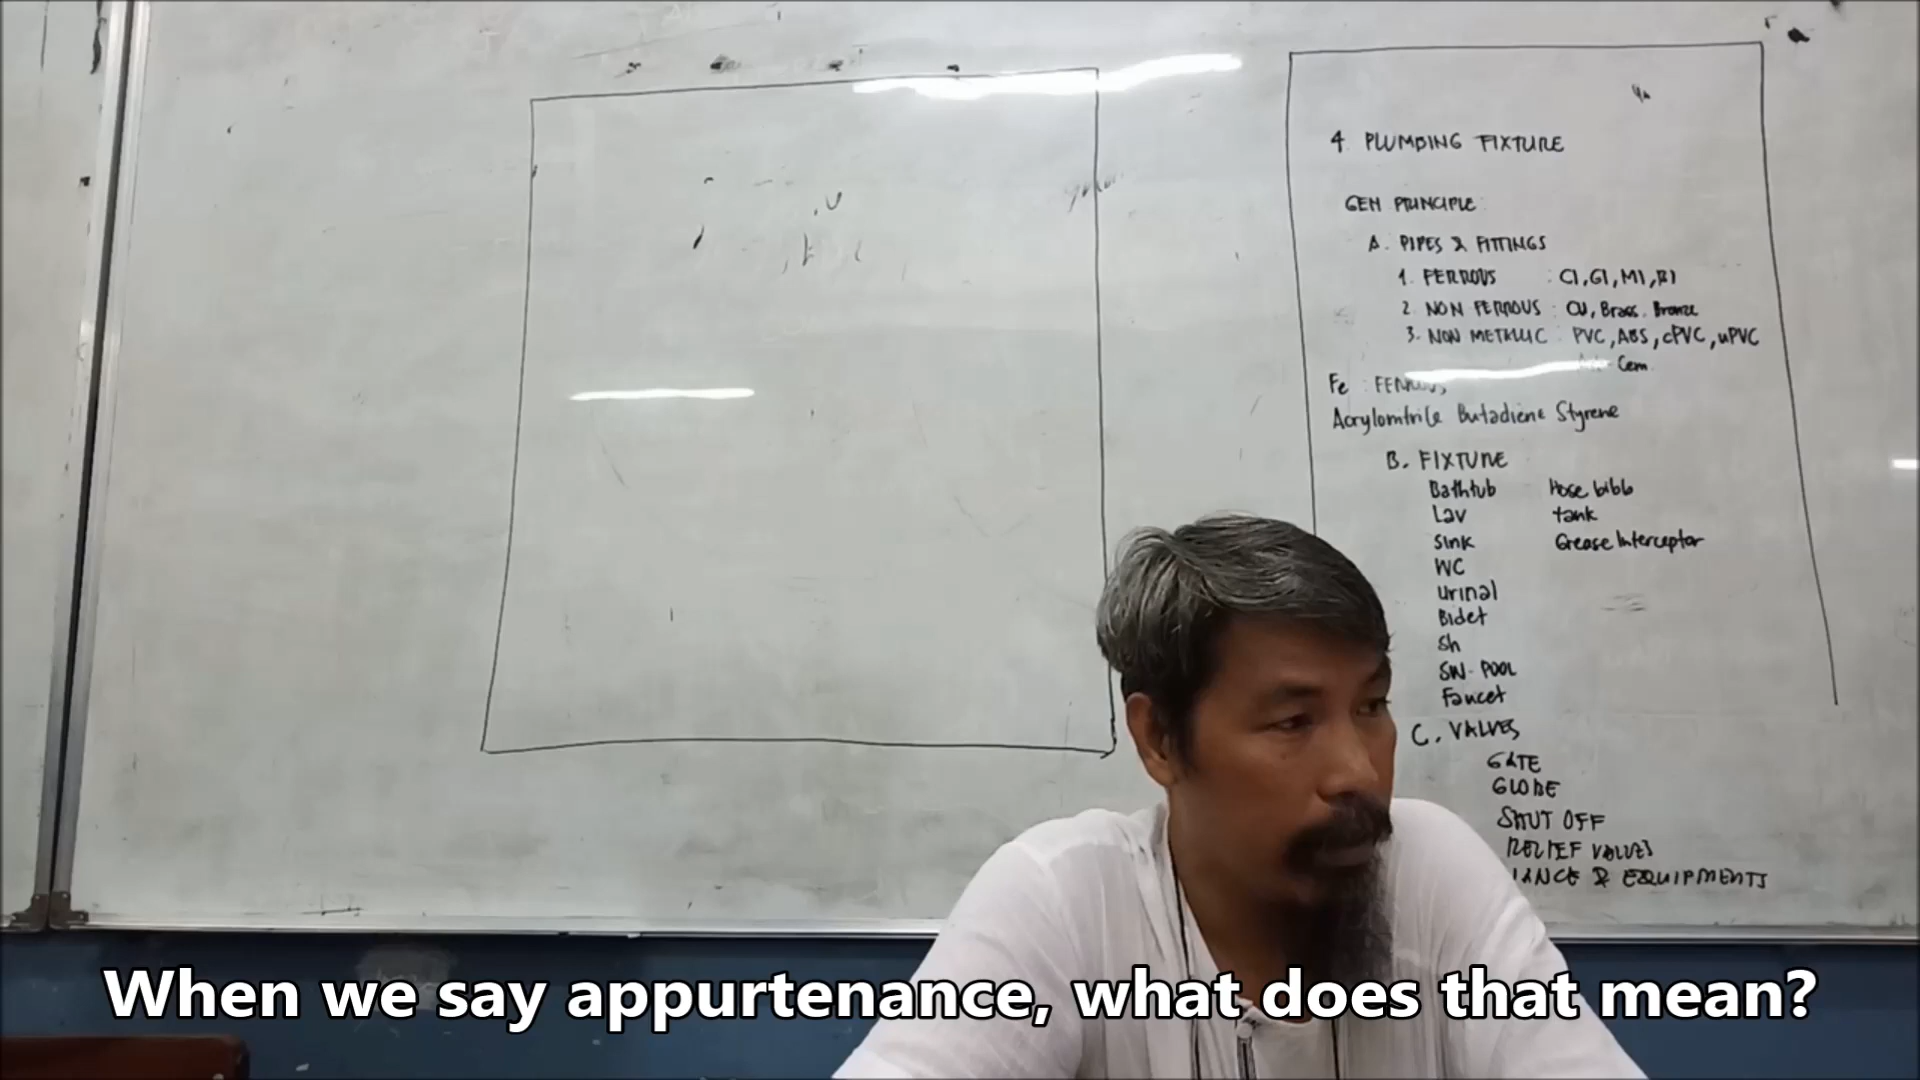 4. PLUMBING FIXTURE
GEN PRINCIPLE:
A. PIPES & FITTINGS
1. FERROUS : CI, GI, MI, BI
2. NON FERROUS : CU, Brass, Bronze
3. NON METALLIC : PVC, ABS, cPVC, uPVC
Cem.
Fe : FERROUS
Acrylomtrile Butadiene Styrene
B. FIXTURE
Bathtub Hose bibb
Lav tank
Sink Grease Interceptor
WC
Urinal
Bidet
Sh
SW. POOL
Faucet
C. VALVES
GATE
GLOBE
SHUT OFF
RELIEF VALVES
& EQUIPMENTS
When we say appurtenance, what does that mean?